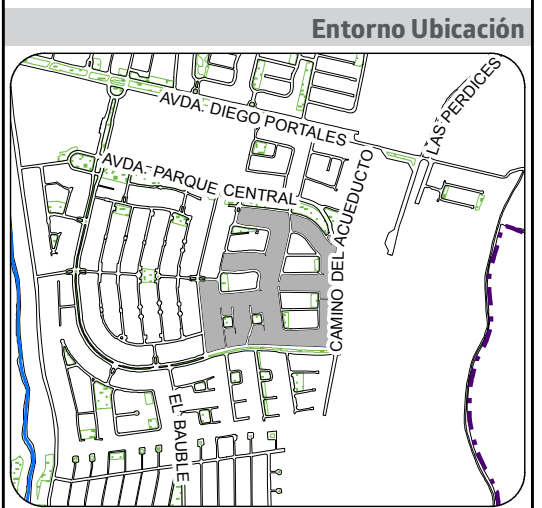 Entorno Ubicación
AVDA. DIEGO PORTALES
LAS PERDICES
AVDA. PARQUE CENTRAL
CAMINO DEL ACUEDUCTO
EL BAUBLE